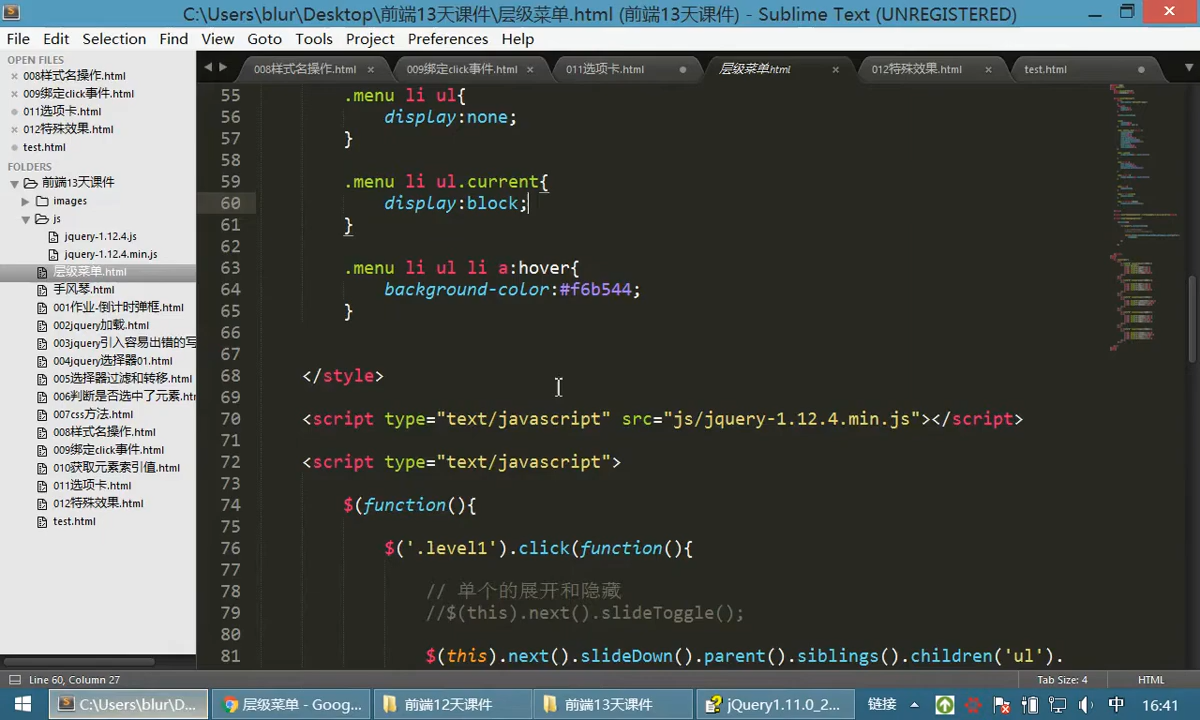 C:\Users\blur\Desktop\前端13天课件\层级菜单.html (前端13天课件) - Sublime Text (UNREGISTERED)
File Edit Selection Find View Goto Tools Project Preferences Help
OPEN FILES
008样式名操作.html
009绑定click事件.html
011选项卡.html
012特殊效果.html
test.html
FOLDERS
前端13天课件
images
js
jquery-1.12.4.js
jquery-1.12.4.min.js
层级菜单.html
手风琴.html
001作业-倒计时弹框.html
002jquery加载.html
003jquery引入容易出错的写
004jquery选择器01.html
005选择器过滤和转移.html
006判断是否选中了元素.htm
007css方法.html
008样式名操作.html
009绑定click事件.html
010获取元素索引值.html
011选项卡.html
012特殊效果.html
test.html
008样式名操作.html 009绑定click事件.html 011选项卡.html 层级菜单.html 012特殊效果.html test.html
55 .menu li ul{
56 display:none;
57 }
58
59 .menu li ul.current{
60 display:block;
61 }
62
63 .menu li ul li a:hover{
64 background-color:#f6b544;
65 }
66
67
68 </style>
69
70 <script type="text/javascript" src="js/jquery-1.12.4.min.js"></script>
71
72 <script type="text/javascript">
73
74 $(function(){
75
76 $('.level1').click(function(){
77
78 // 单个的展开和隐藏
79 //$(this).next().slideToggle();
80
81 $(this).next().slideDown().parent().siblings().children('ul').
Line 60, Column 27 Tab Size: 4 HTML
C:\Users\blur\D... 层级菜单 - Goog... 前端12天课件 前端13天课件 jQuery1.11.0_2... 链接 中 16:41